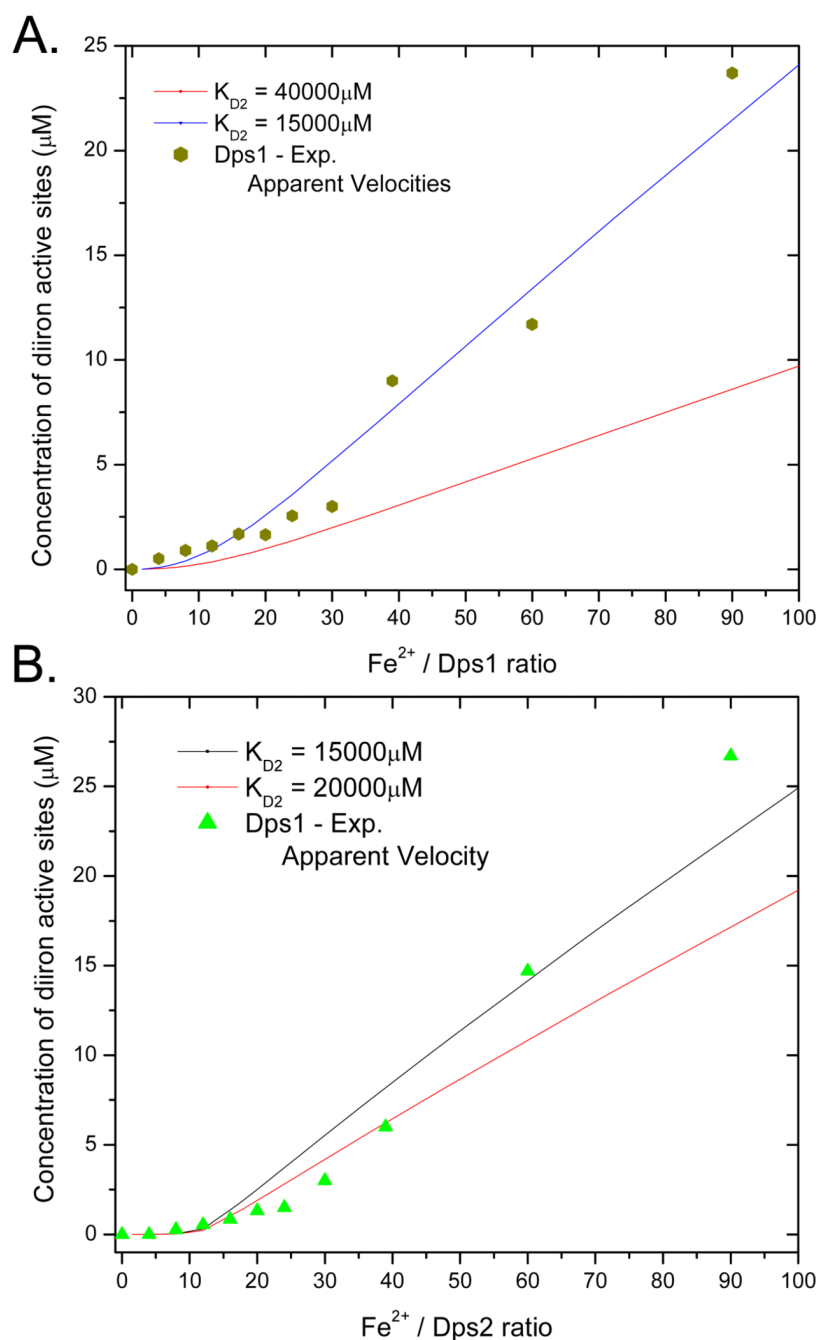 A.
25
20
15
10
5
0
Concentration of diiron active sites (μM)
K_D2 = 40000μM
K_D2 = 15000μM
Dps1 - Exp.
Apparent Velocities
0 10 20 30 40 50 60 70 80 90 100
Fe²⁺ / Dps1 ratio
B.
30
25
20
15
10
5
0
Concentration of diiron active sites (μM)
K_D2 = 15000μM
K_D2 = 20000μM
Dps1 - Exp.
Apparent Velocity
0 10 20 30 40 50 60 70 80 90 100
Fe²⁺ / Dps2 ratio